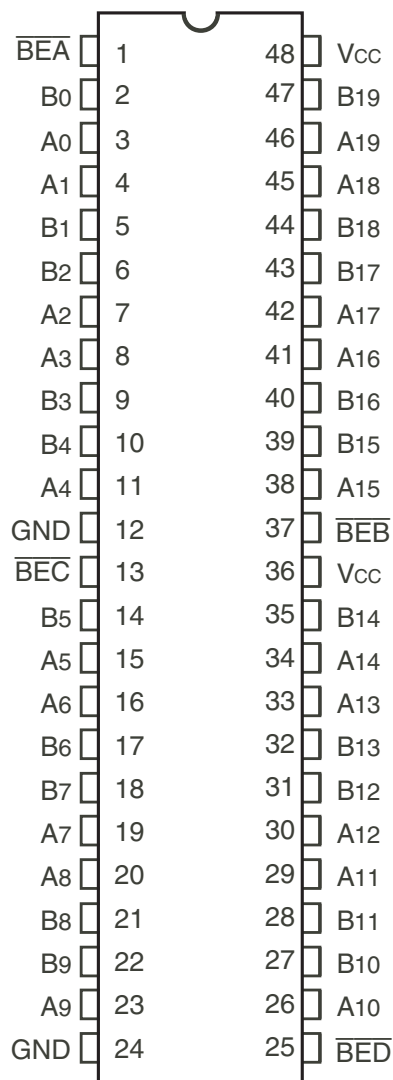 B̅E̅A̅ 1 48 VCC
B0 2 47 B19
A0 3 46 A19
A1 4 45 A18
B1 5 44 B18
B2 6 43 B17
A2 7 42 A17
A3 8 41 A16
B3 9 40 B16
B4 10 39 B15
A4 11 38 A15
GND 12 37 B̅E̅B̅
B̅E̅C̅ 13 36 VCC
B5 14 35 B14
A5 15 34 A14
A6 16 33 A13
B6 17 32 B13
B7 18 31 B12
A7 19 30 A12
A8 20 29 A11
B8 21 28 B11
B9 22 27 B10
A9 23 26 A10
GND 24 25 B̅E̅D̅